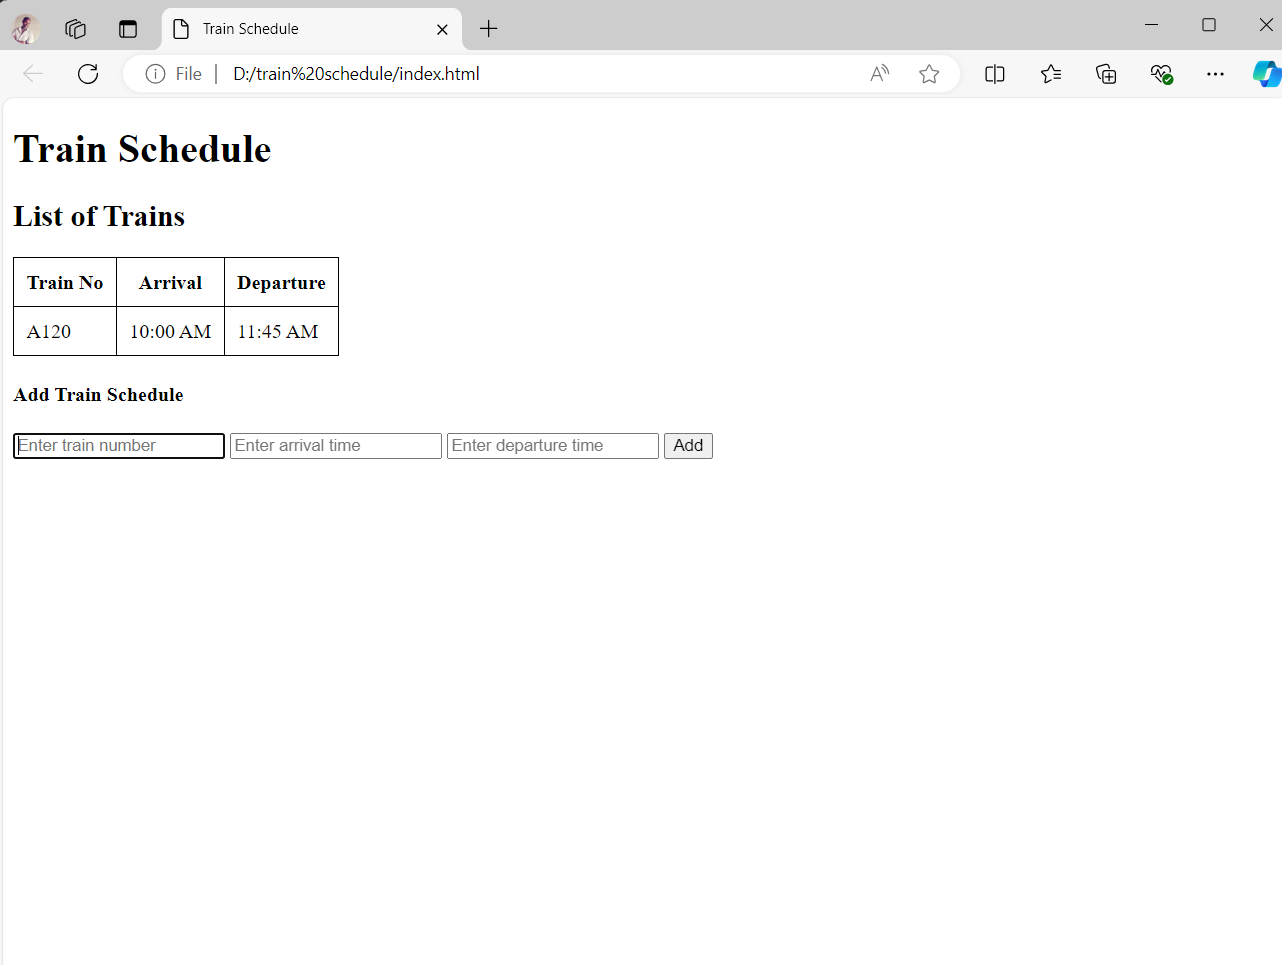 Train Schedule
File | D:/train%20schedule/index.html
Train Schedule
List of Trains
Train No Arrival Departure
A120 10:00 AM 11:45 AM
Add Train Schedule
Enter train number Enter arrival time Enter departure time Add